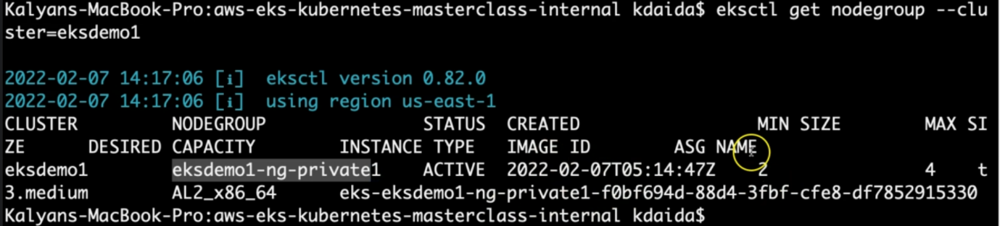 Kalyans-MacBook-Pro:aws-eks-kubernetes-masterclass-internal kdaida$ eksctl get nodegroup --clu
ster=eksdemo1
2022-02-07 14:17:06 [ℹ]  eksctl version 0.82.0
2022-02-07 14:17:06 [ℹ]  using region us-east-1
CLUSTER         NODEGROUP               STATUS  CREATED                 MIN SIZE        MAX SI
ZE      DESIRED CAPACITY        INSTANCE TYPE   IMAGE ID        ASG NAME
eksdemo1        eksdemo1-ng-private1    ACTIVE  2022-02-07T05:14:47Z    2               4    t
3.medium        AL2_x86_64      eks-eksdemo1-ng-private1-f0bf694d-88d4-3fbf-cfe8-df7852915330
Kalyans-MacBook-Pro:aws-eks-kubernetes-masterclass-internal kdaida$